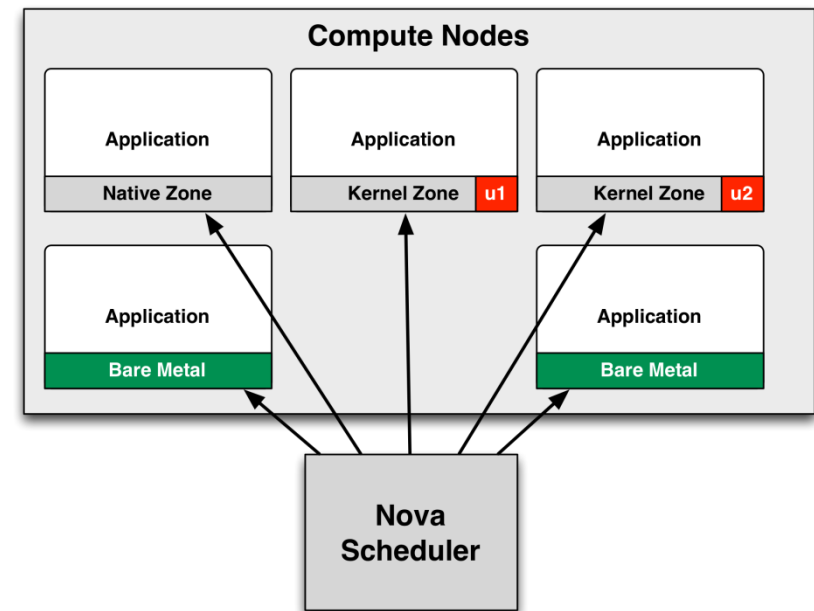 Compute Nodes
Application
Application
Application
Native Zone
Kernel Zone
u1
Kernel Zone
u2
Application
Application
Bare Metal
Bare Metal
Nova
Scheduler